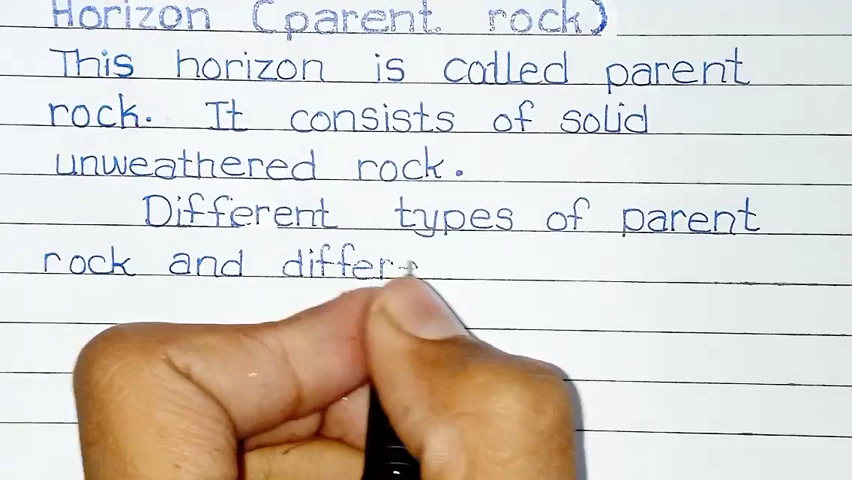 Horizon (parent rock)
This horizon is called parent
rock. It consists of solid
unweathered rock.
Different types of parent
rock and differ